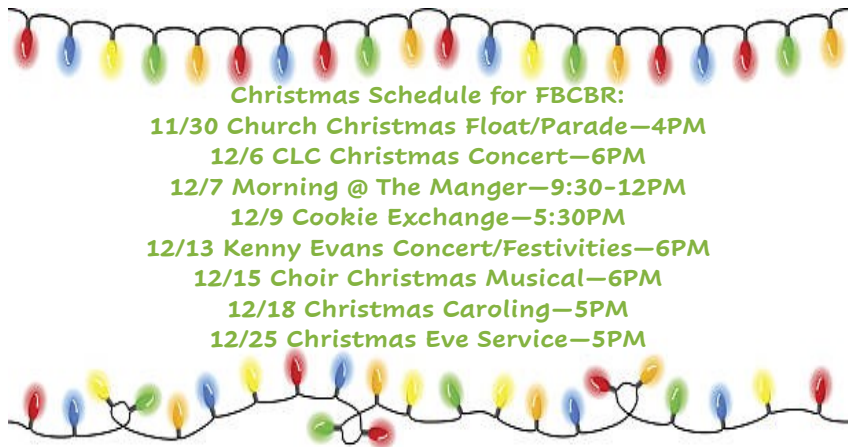 Christmas Schedule for FBCBR:
11/30 Church Christmas Float/Parade—4PM
12/6 CLC Christmas Concert—6PM
12/7 Morning @ The Manger—9:30-12PM
12/9 Cookie Exchange—5:30PM
12/13 Kenny Evans Concert/Festivities—6PM
12/15 Choir Christmas Musical—6PM
12/18 Christmas Caroling—5PM
12/25 Christmas Eve Service—5PM